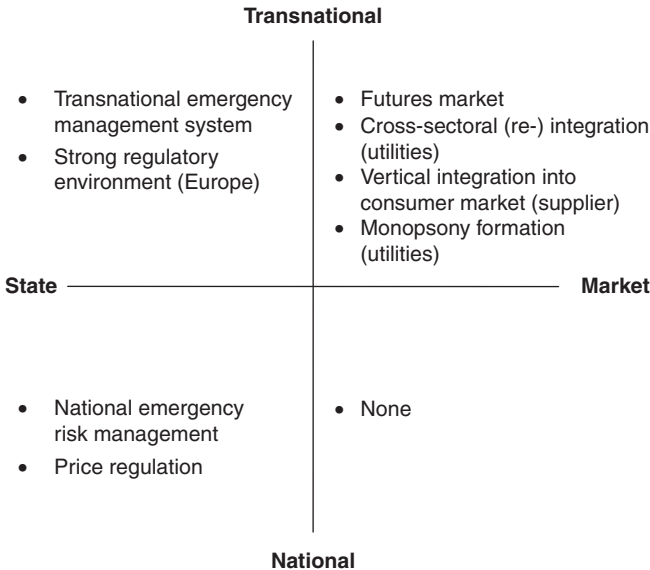 Transnational
• Transnational emergency
management system
• Strong regulatory
environment (Europe)
• Futures market
• Cross-sectoral (re-) integration
(utilities)
• Vertical integration into
consumer market (supplier)
• Monopsony formation
(utilities)
State
Market
• National emergency
risk management
• Price regulation
• None
National